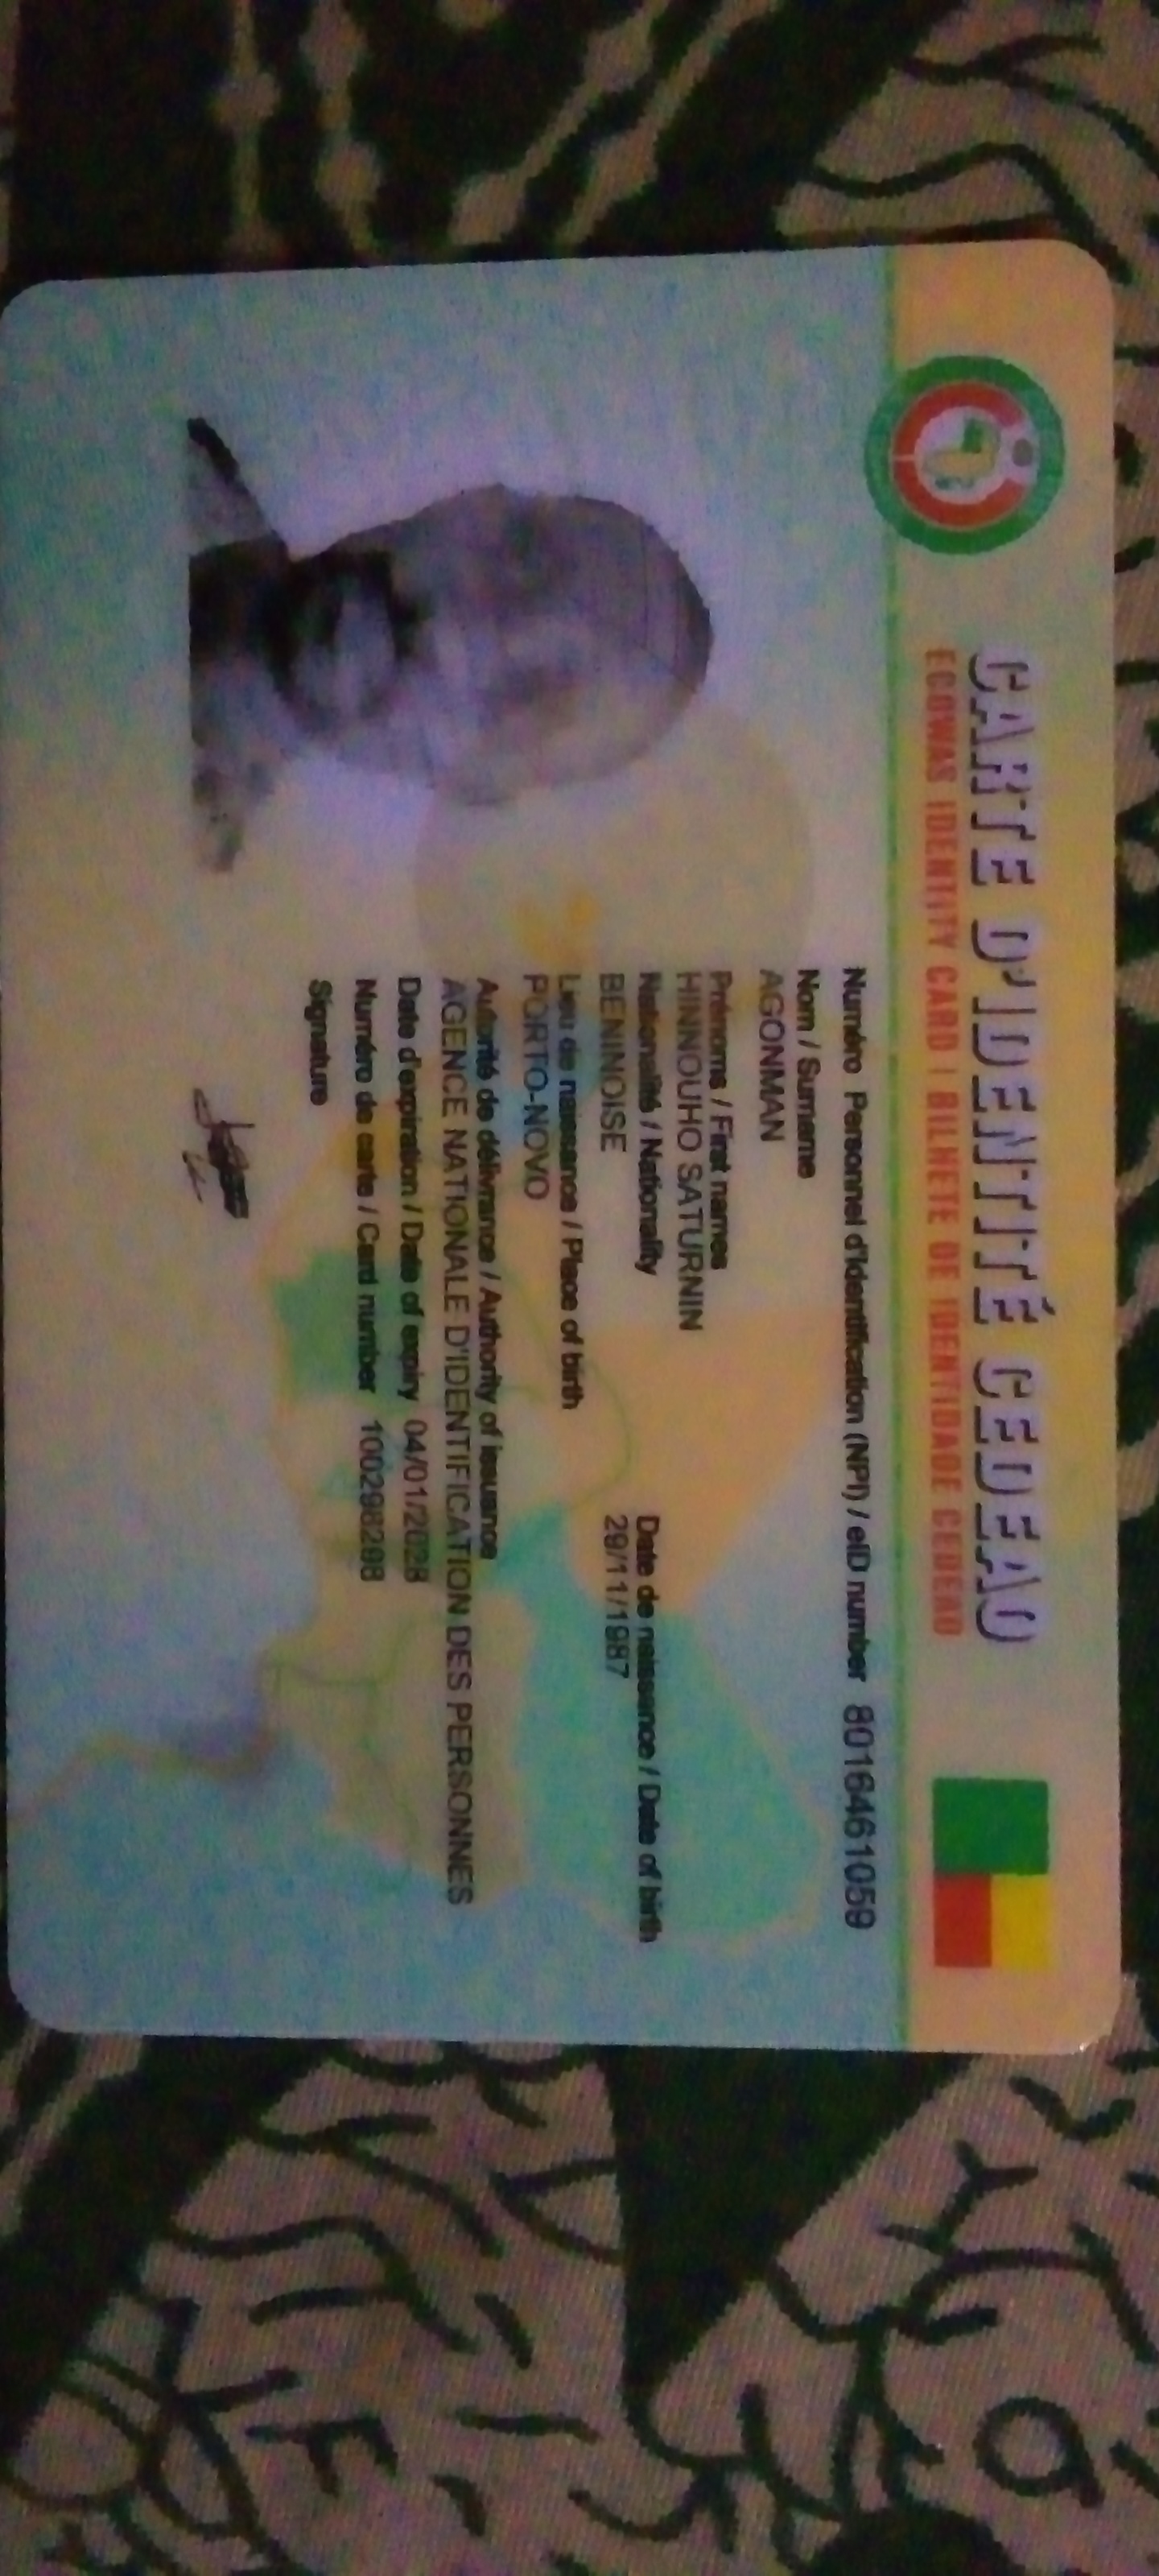 CARTE D'IDENTITÉ CEDEAO
ECOWAS IDENTITY CARD | BILHETE DE IDENTIDADE CEDEAO
Numéro Personnel d'Identification (NPI) / eID number 8016461059
Nom / Surname
AGONMAN
Prénoms / First names
HINNOUHO SATURNIN
Nationalité / Nationality Date de naissance / Date of birth
BENINOISE 29/11/1987
Lieu de naissance / Place of birth
PORTO-NOVO
Autorité de délivrance / Authority of issuance
AGENCE NATIONALE D'IDENTIFICATION DES PERSONNES
Date d'expiration / Date of expiry 04/01/2028
Numéro de carte / Card number 100298288
Signature